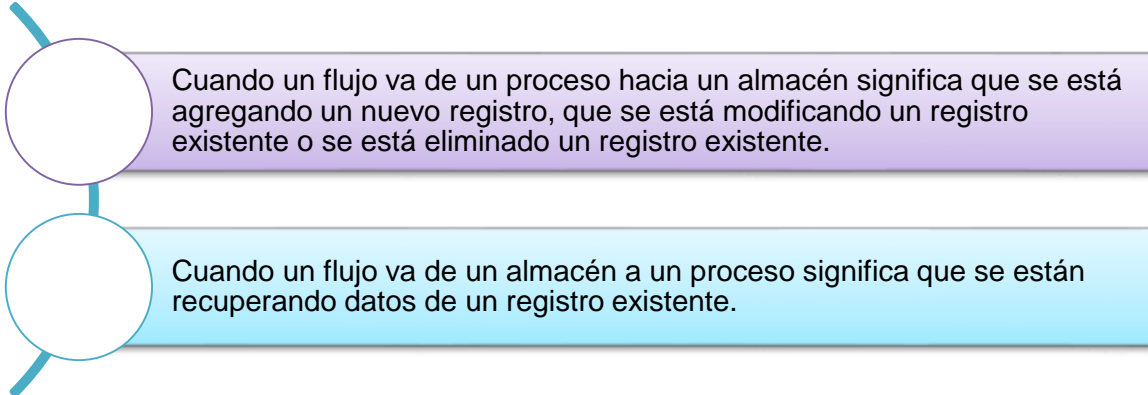 Cuando un flujo va de un proceso hacia un almacén significa que se está
agregando un nuevo registro, que se está modificando un registro
existente o se está eliminado un registro existente.
Cuando un flujo va de un almacén a un proceso significa que se están
recuperando datos de un registro existente.